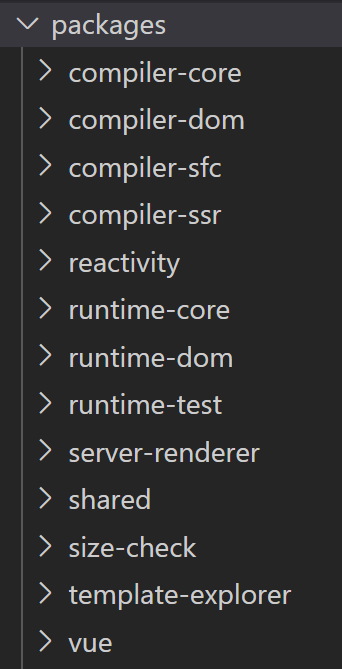 packages
compiler-core
compiler-dom
compiler-sfc
compiler-ssr
reactivity
runtime-core
runtime-dom
runtime-test
server-renderer
shared
size-check
template-explorer
vue